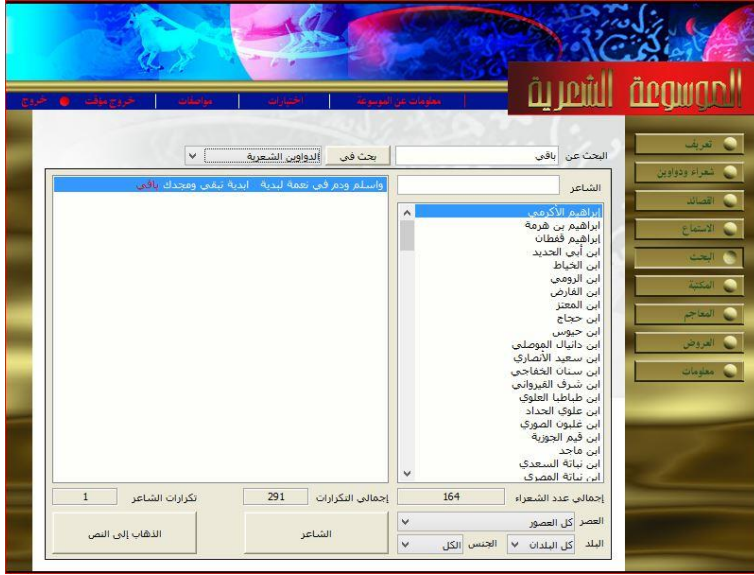 الموسوعة الشعرية
معلومات عن الموسوعة
اختيارات
مواصفات
خروج مؤقت
خروج
تعريف
شعراء ودواوين
القصائد
الاستماع
البحث
المكتبة
المعاجم
العروض
معلومات
البحث عن باقي
بحث في الدواوين الشعرية
الشاعر
إبراهيم الأكرمي
ابراهيم بن هرمة
إبراهيم قفطان
ابن أبي الحديد
ابن الخياط
ابن الرومي
ابن الفارض
ابن المعتز
ابن حجاج
ابن حيوس
ابن دانيال الموصلي
ابن سعيد الأنصاري
ابن سنان الخفاجي
ابن شرف القيرواني
ابن طباطبا العلوي
ابن علوي الحداد
ابن غلبون الصوري
ابن قيم الجوزية
ابن ماجد
ابن نباتة السعدي
ابن نباتة المصري
واسلم ودم في نعمة لبدية ابدية تبقى ومجدك باقي
إجمالي عدد الشعراء 164
إجمالي التكرارات 291
تكرارات الشاعر 1
العصر كل العصور
البلد كل البلدان الجنس الكل
الشاعر
الذهاب إلى النص